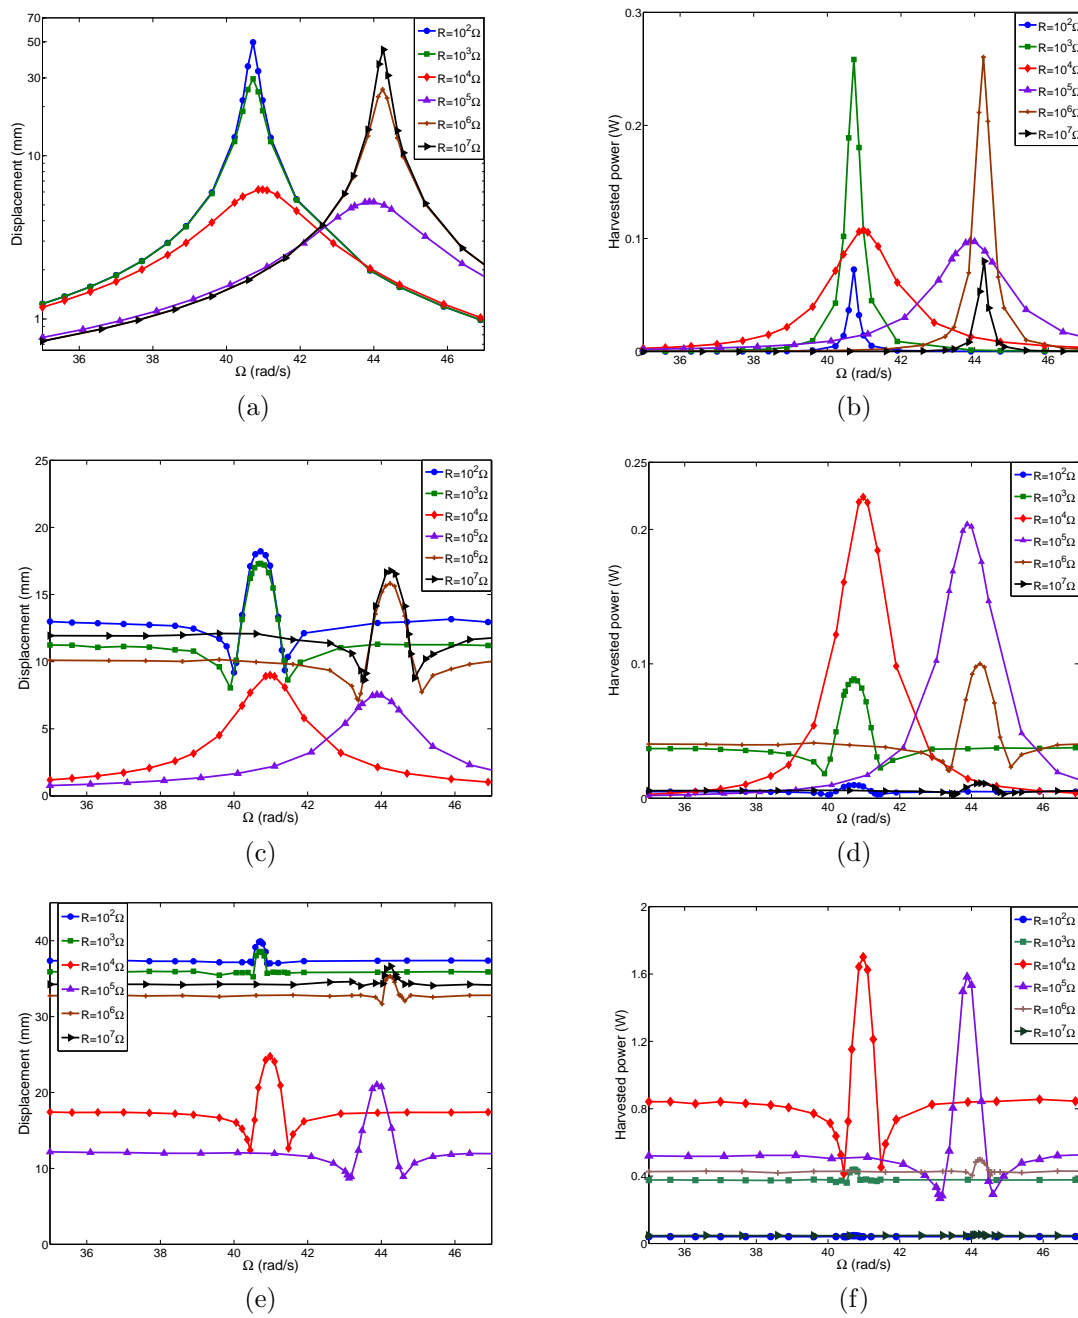 70
50
30
10
1
Displacement (mm)
36 38 40 42 44 46
Ω (rad/s)
R=10²Ω
R=10³Ω
R=10⁴Ω
R=10⁵Ω
R=10⁶Ω
R=10⁷Ω
(a)
0.3
0.2
0.1
0
Harvested power (W)
36 38 40 42 44 46
Ω (rad/s)
R=10²Ω
R=10³Ω
R=10⁴Ω
R=10⁵Ω
R=10⁶Ω
R=10⁷Ω
(b)
25
20
15
10
5
0
Displacement (mm)
36 38 40 42 44 46
Ω (rad/s)
R=10²Ω
R=10³Ω
R=10⁴Ω
R=10⁵Ω
R=10⁶Ω
R=10⁷Ω
(c)
0.25
0.2
0.1
0
Harvested power (W)
36 38 40 42 44 46
Ω (rad/s)
R=10²Ω
R=10³Ω
R=10⁴Ω
R=10⁵Ω
R=10⁶Ω
R=10⁷Ω
(d)
40
30
20
10
0
Displacement (mm)
36 38 40 42 44 46
Ω (rad/s)
R=10²Ω
R=10³Ω
R=10⁴Ω
R=10⁵Ω
R=10⁶Ω
R=10⁷Ω
(e)
2
1.6
1.2
0.8
0.4
0
Harvested power (W)
36 38 40 42 44 46
Ω (rad/s)
R=10²Ω
R=10³Ω
R=10⁴Ω
R=10⁵Ω
R=10⁶Ω
R=10⁷Ω
(f)